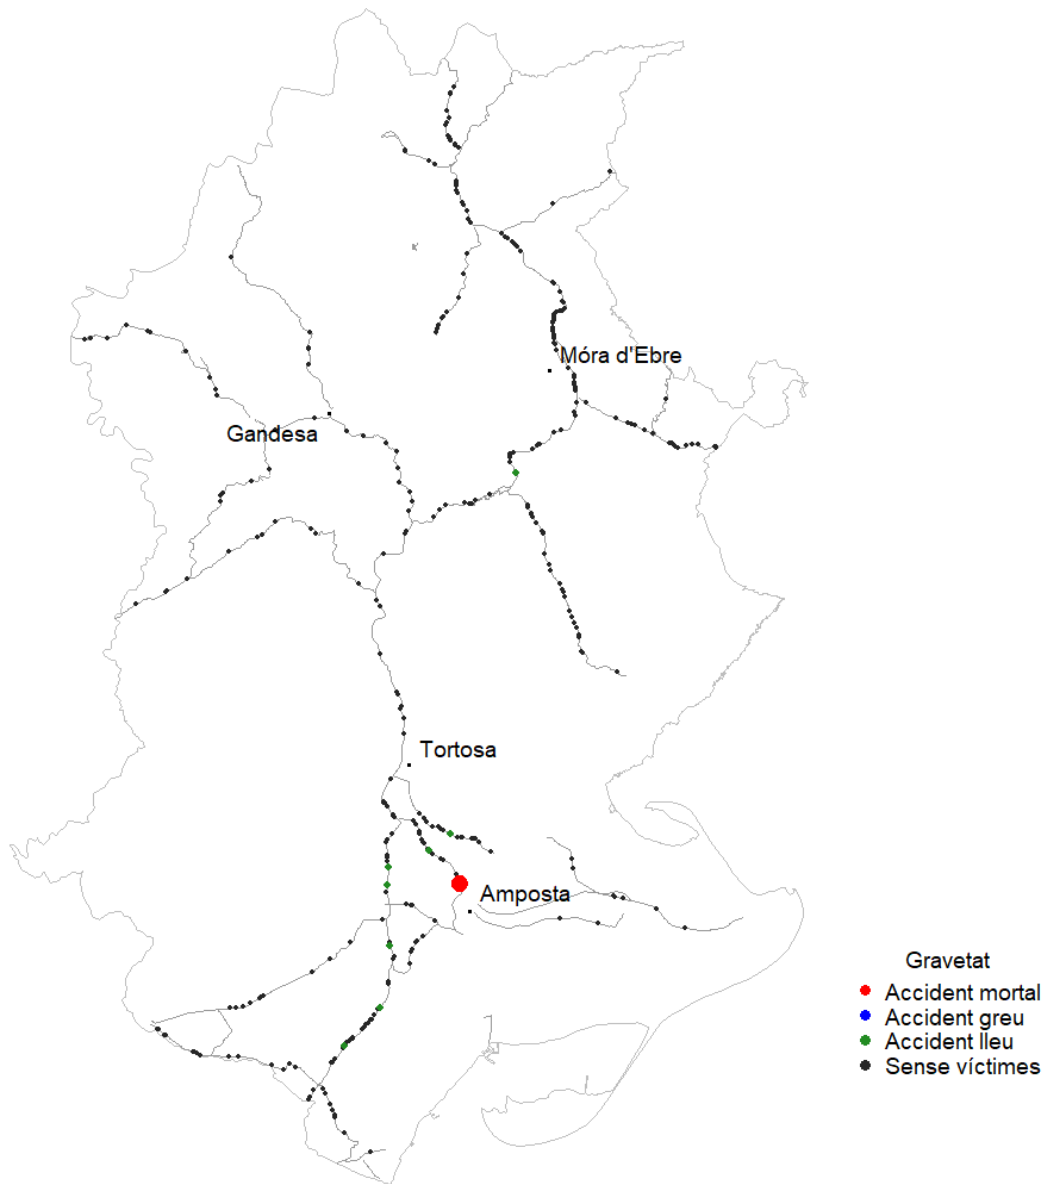 Móra d'Ebre
Gandesa
Tortosa
Amposta
Gravetat
Accident mortal
Accident greu
Accident lleu
Sense víctimes